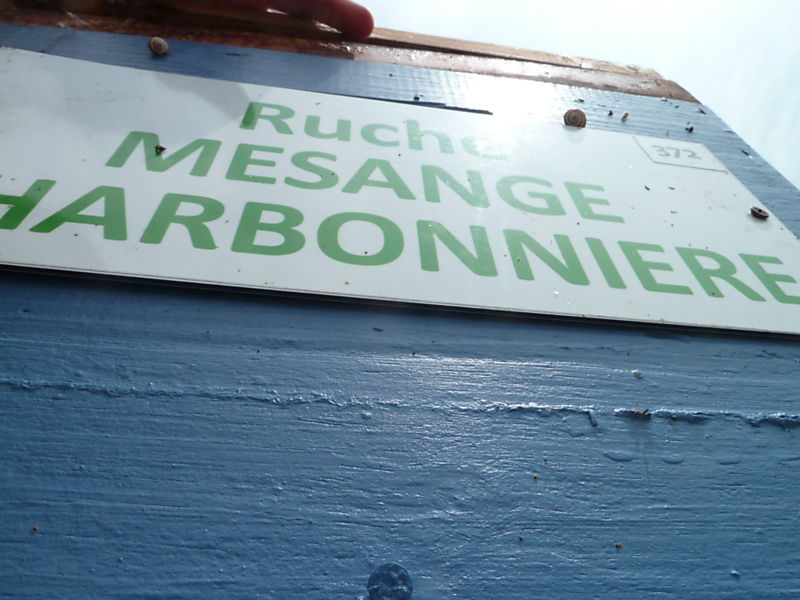 Ruche
372
MESANGE
HARBONNIERE